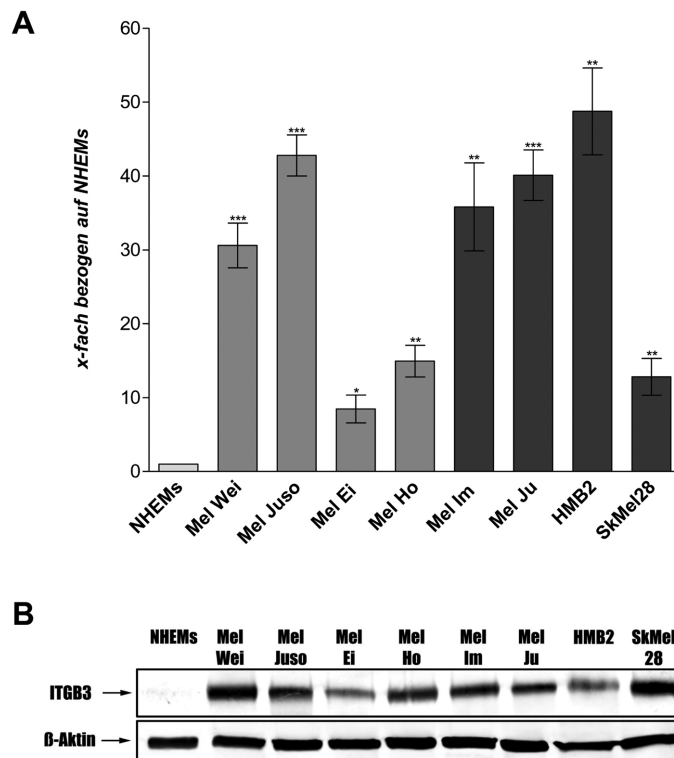 A
x-fach bezogen auf NHEMs
60
50
40
30
20
10
0
***
***
*
**
**
***
**
**
NHEMs
Mel Wei
Mel Juso
Mel Ei
Mel Ho
Mel Im
Mel Ju
HMB2
SkMel28
B
NHEMs Mel Mel Mel Mel Mel Mel HMB2 SkMel
Wei Juso Ei Ho Im Ju 28
ITGB3
ß-Aktin